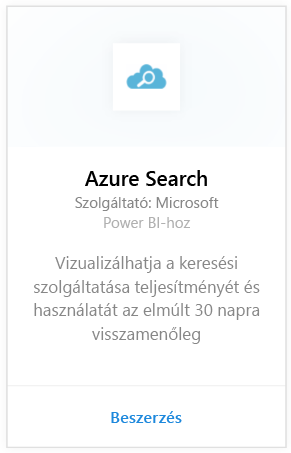 Azure Search
Szolgáltató: Microsoft
Power BI-hoz
Vizualizálhatja a keresési
szolgáltatása teljesítményét és
használatát az elmúlt 30 napra
visszamenőleg
Beszerzés